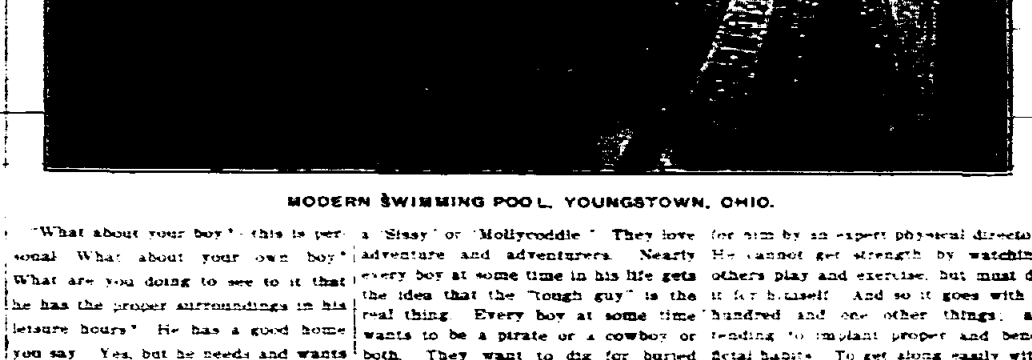 MODERN SWIMMING POOL, YOUNGSTOWN, OHIO.
"What about your boy"- this is per-
sonal What about your own boy?
What are you doing to see to it that
he has the proper surroundings in his
leisure hours? He has a good home
you say Yes, but he needs and wants
a "Sissy" or "Mollycoddle" They love
adventure and adventurers. Nearly
every boy at some time in his life gets
the idea that the "tough guy" is the
real thing. Every boy at some time
wants to be a pirate or a cowboy or
both. They want to dig for buried
for him by an expert physical directo
He cannot get strength by watchin
others play and exercise, but must d
it for himself And so it goes with
hundred and one other things; a
tending to implant proper and ben
ficial habits To get along easily wi